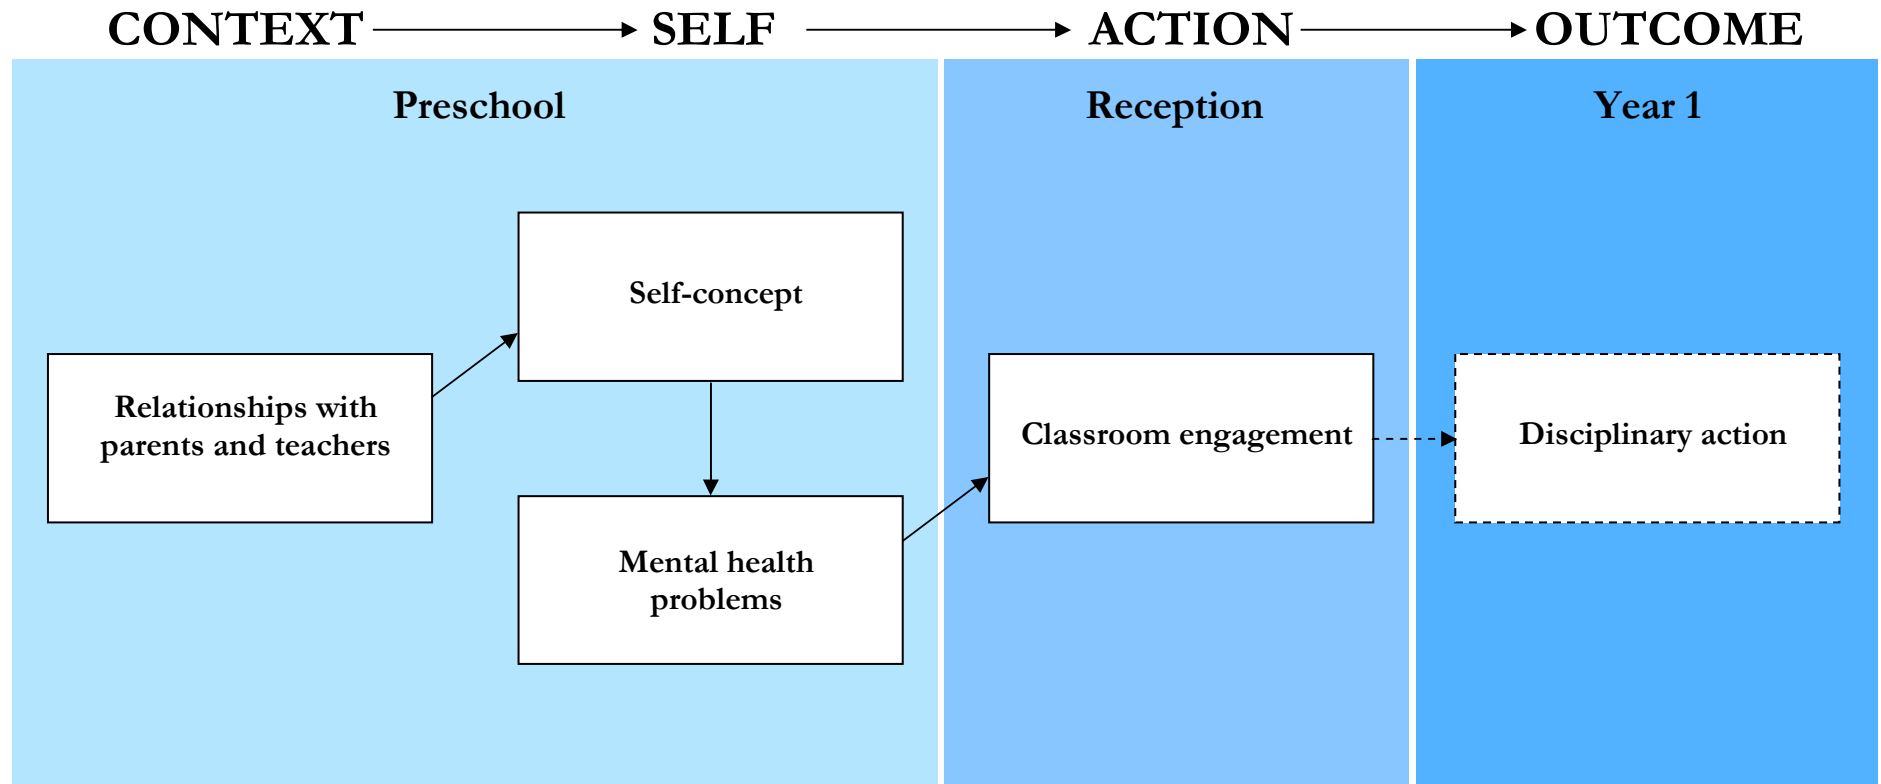 CONTEXT SELF ACTION OUTCOME
Preschool
Reception
Year 1
Relationships with
parents and teachers
Self-concept
Mental health
problems
Classroom engagement
Disciplinary action